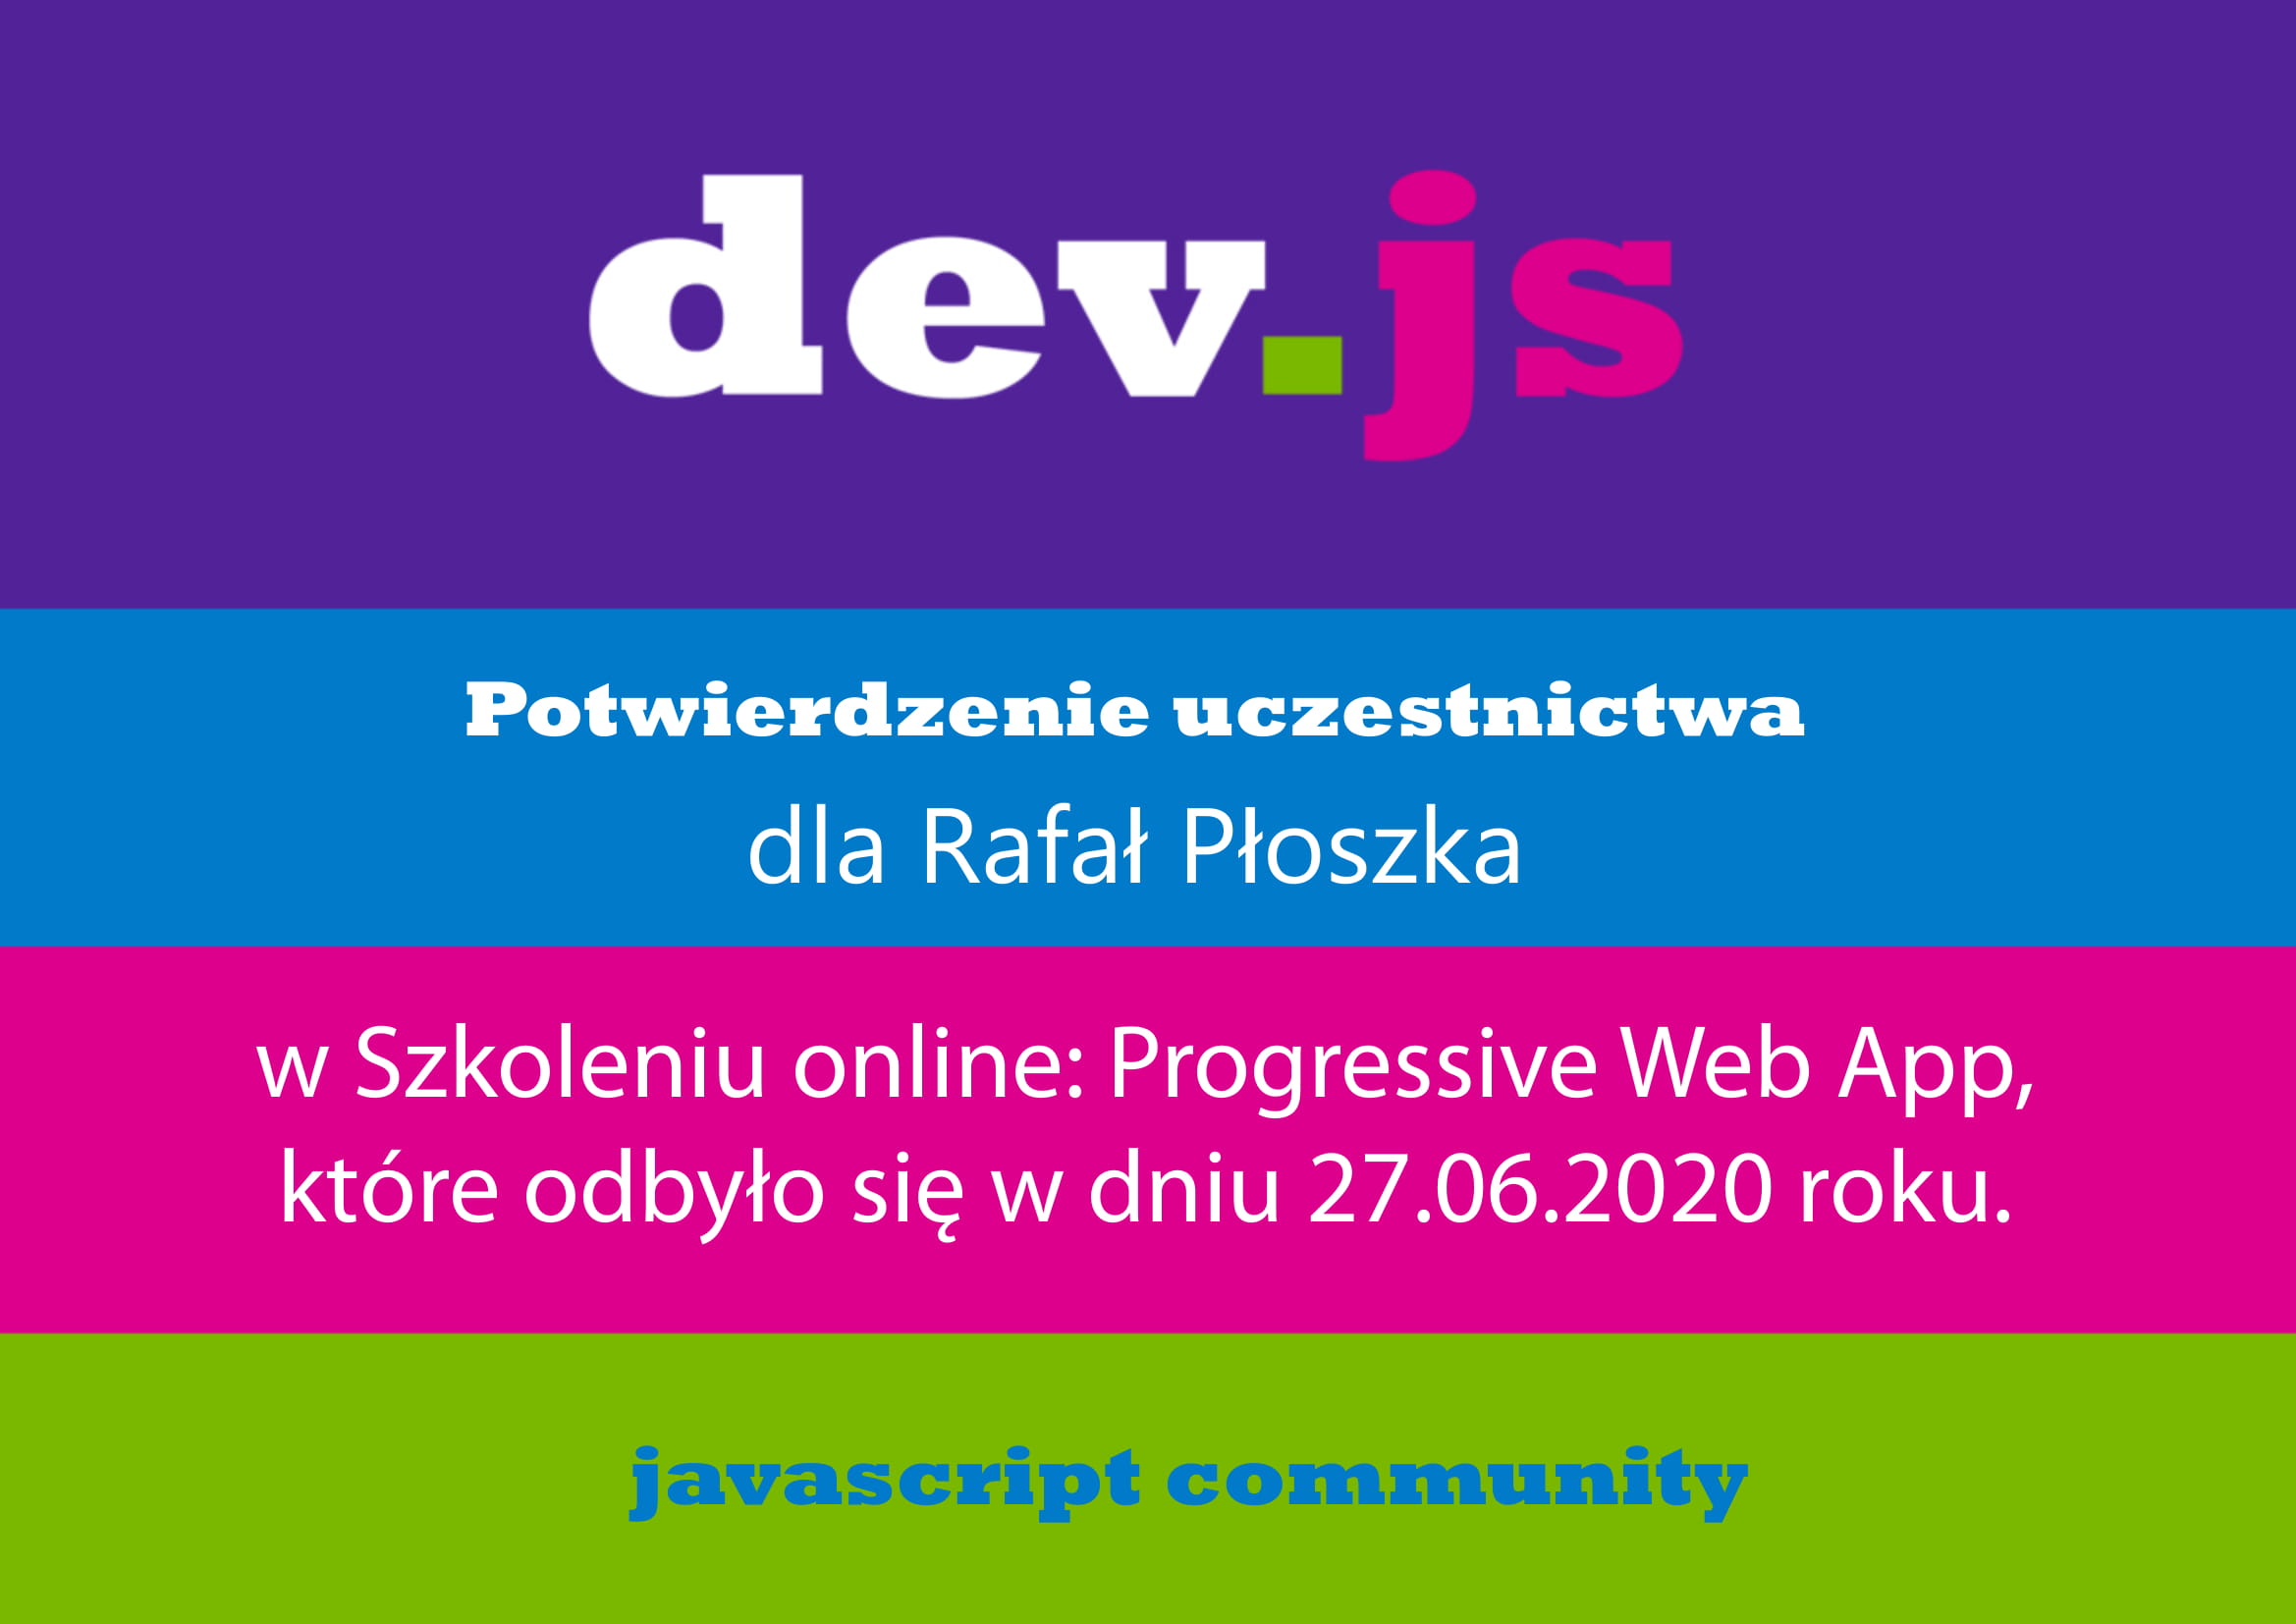 dev.js
Potwierdzenie uczestnictwa
dla Rafał Płoszka
w Szkoleniu online: Progressive Web App,
które odbyło się w dniu 27.06.2020 roku.
javascript community